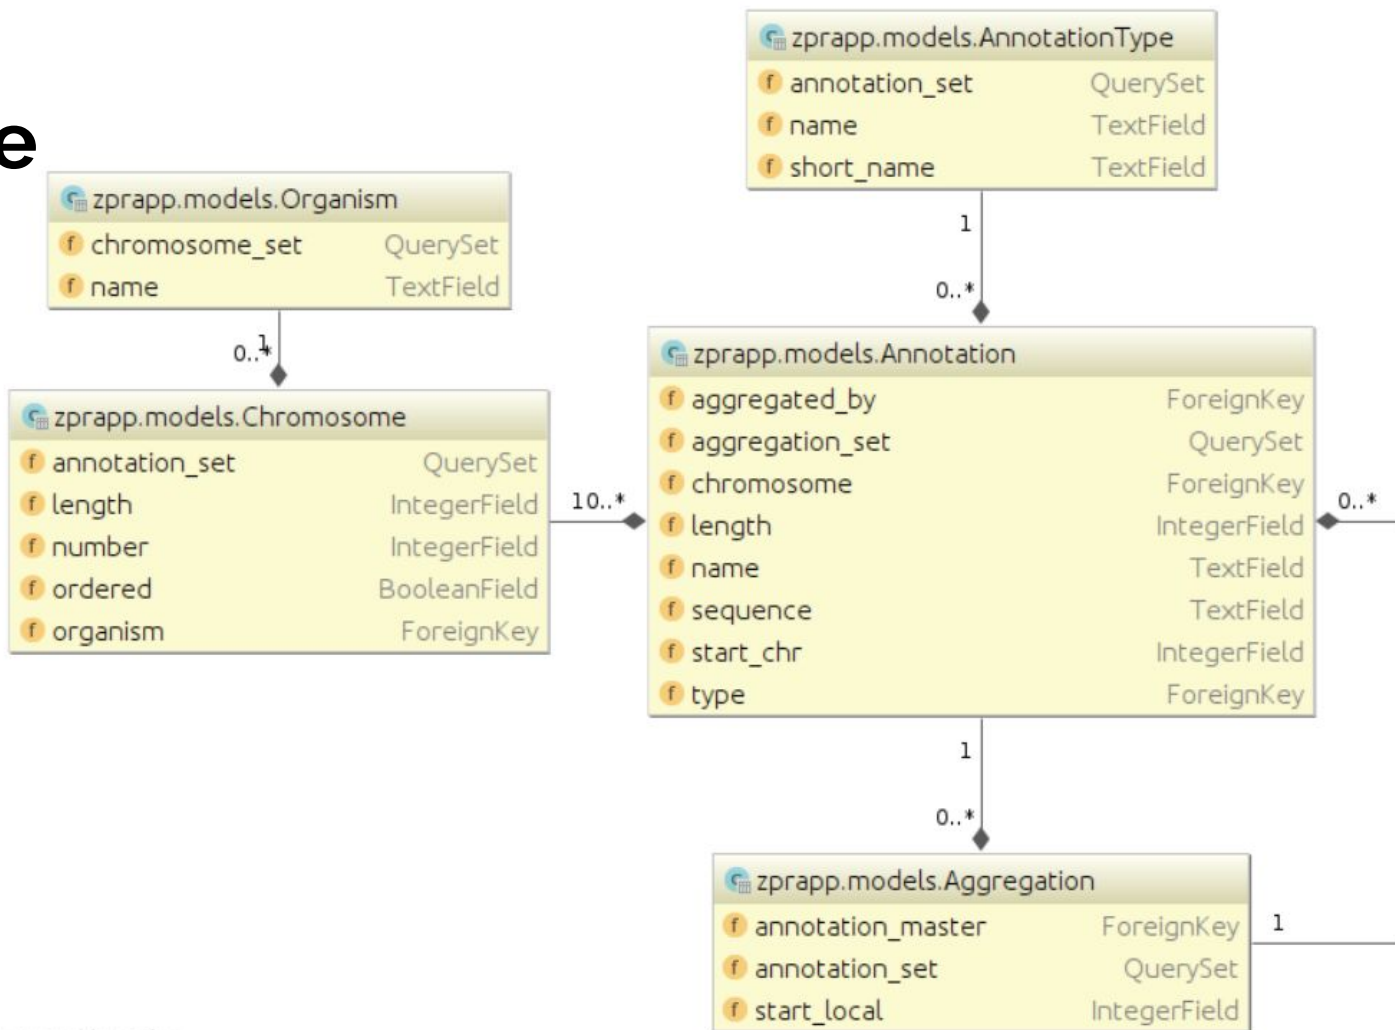 e
zprapp.models.AnnotationType
annotation_set QuerySet
name TextField
short_name TextField
zprapp.models.Organism
chromosome_set QuerySet
name TextField
1
0..*
1
0..*
zprapp.models.Chromosome
annotation_set QuerySet
length IntegerField
number IntegerField
ordered BooleanField
organism ForeignKey
10..*
zprapp.models.Annotation
aggregated_by ForeignKey
aggregation_set QuerySet
chromosome ForeignKey
length IntegerField
name TextField
sequence TextField
start_chr IntegerField
type ForeignKey
0..*
1
0..*
zprapp.models.Aggregation
annotation_master ForeignKey
annotation_set QuerySet
start_local IntegerField
1